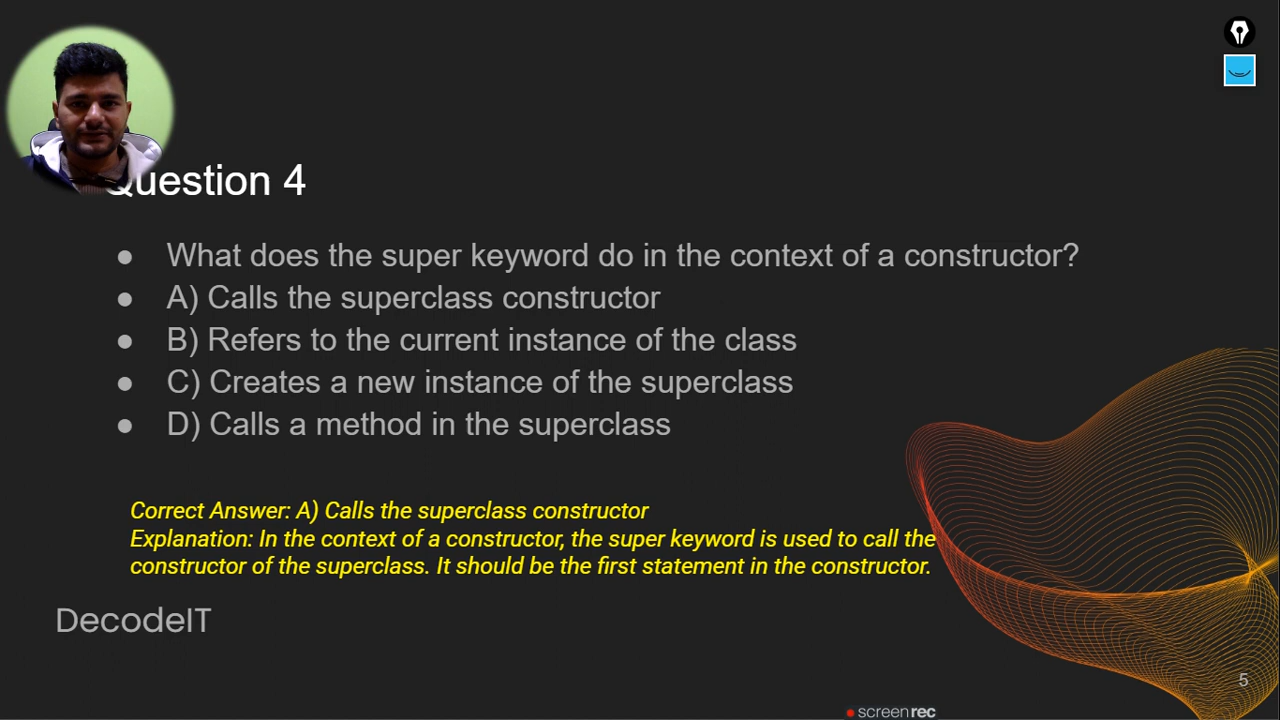 Question 4
● What does the super keyword do in the context of a constructor?
● A) Calls the superclass constructor
● B) Refers to the current instance of the class
● C) Creates a new instance of the superclass
● D) Calls a method in the superclass
Correct Answer: A) Calls the superclass constructor
Explanation: In the context of a constructor, the super keyword is used to call the
constructor of the superclass. It should be the first statement in the constructor.
DecodeIT
5
screenrec